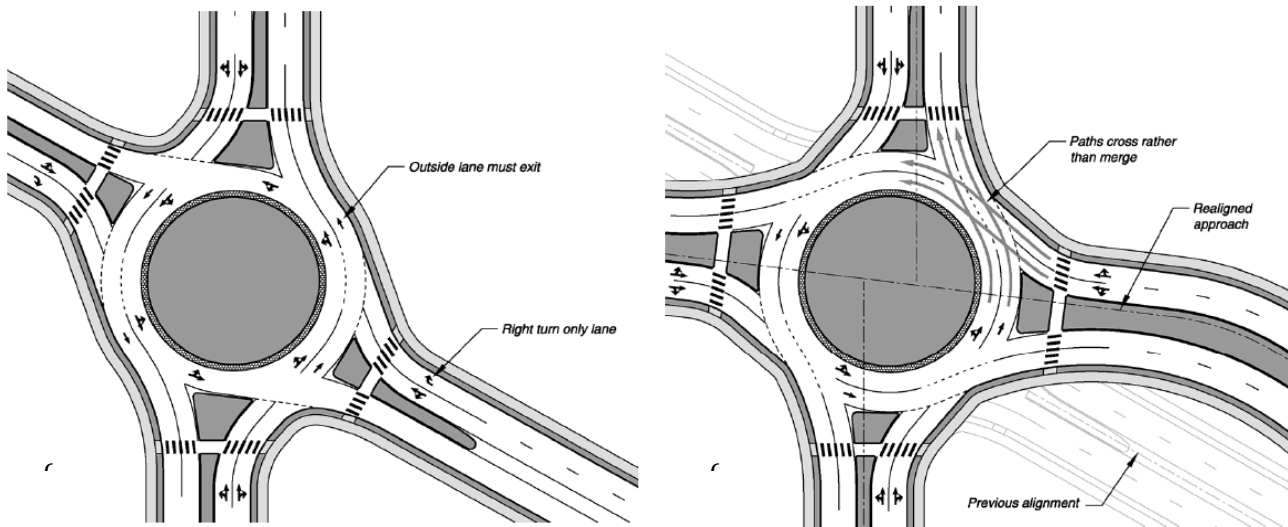 Outside lane must exit
Right turn only lane
Paths cross rather
than merge
Realigned
approach
Previous alignment